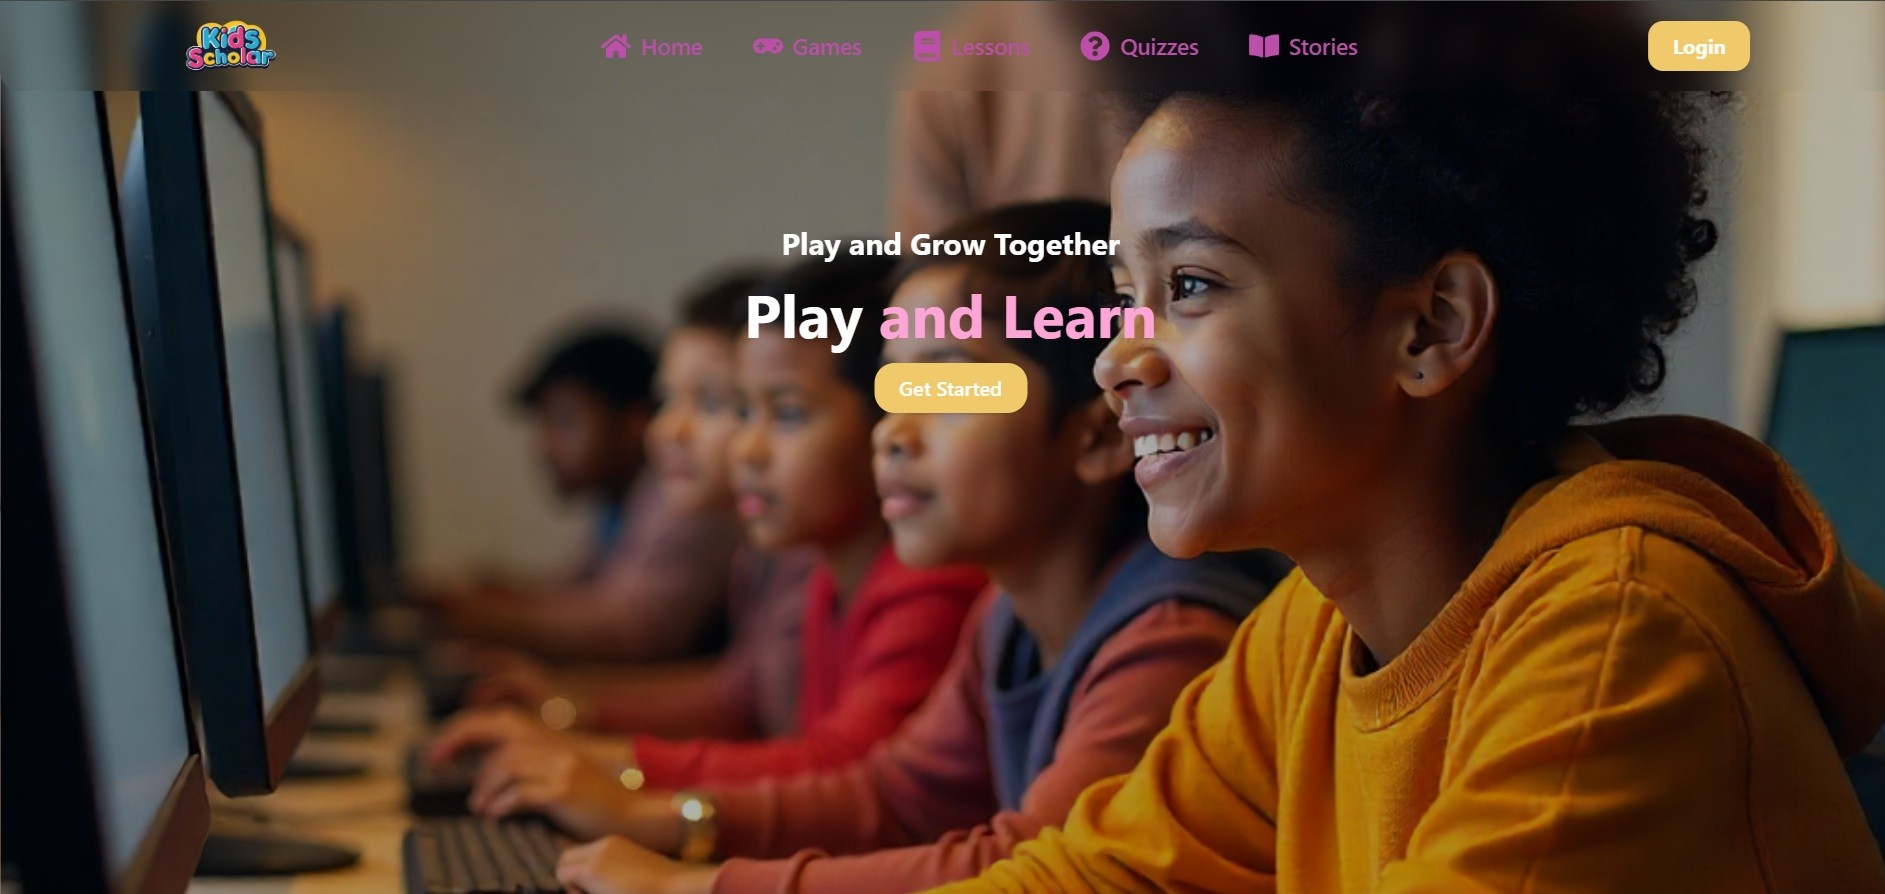 Kids
Scholar
Home Games Lessons Quizzes Stories
Login
Play and Grow Together
Play and Learn
Get Started